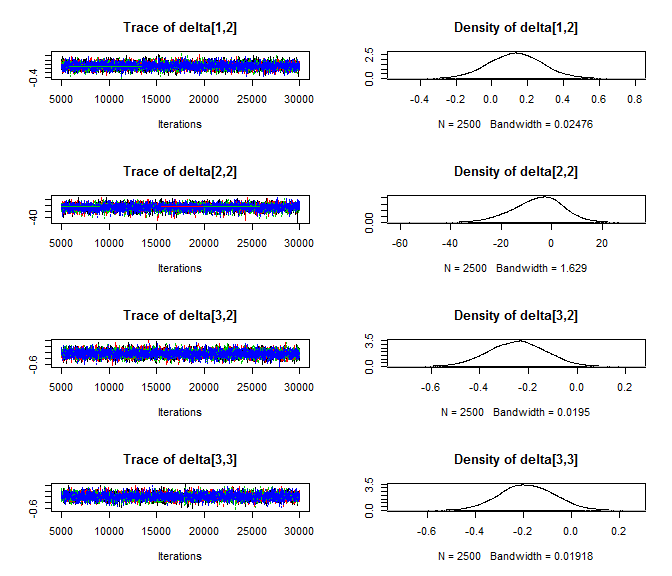 Trace of delta[1,2]
-0.4
5000 10000 15000 20000 25000 30000
Iterations
Density of delta[1,2]
0.0 2.5
-0.4 -0.2 0.0 0.2 0.4 0.6 0.8
N = 2500 Bandwidth = 0.02476
Trace of delta[2,2]
-40
5000 10000 15000 20000 25000 30000
Iterations
Density of delta[2,2]
0.00
-60 -40 -20 0 20
N = 2500 Bandwidth = 1.629
Trace of delta[3,2]
-0.6
5000 10000 15000 20000 25000 30000
Iterations
Density of delta[3,2]
0.0 3.5
-0.6 -0.4 -0.2 0.0 0.2
N = 2500 Bandwidth = 0.0195
Trace of delta[3,3]
-0.6
5000 10000 15000 20000 25000 30000
Iterations
Density of delta[3,3]
0.0 3.5
-0.6 -0.4 -0.2 0.0 0.2
N = 2500 Bandwidth = 0.01918